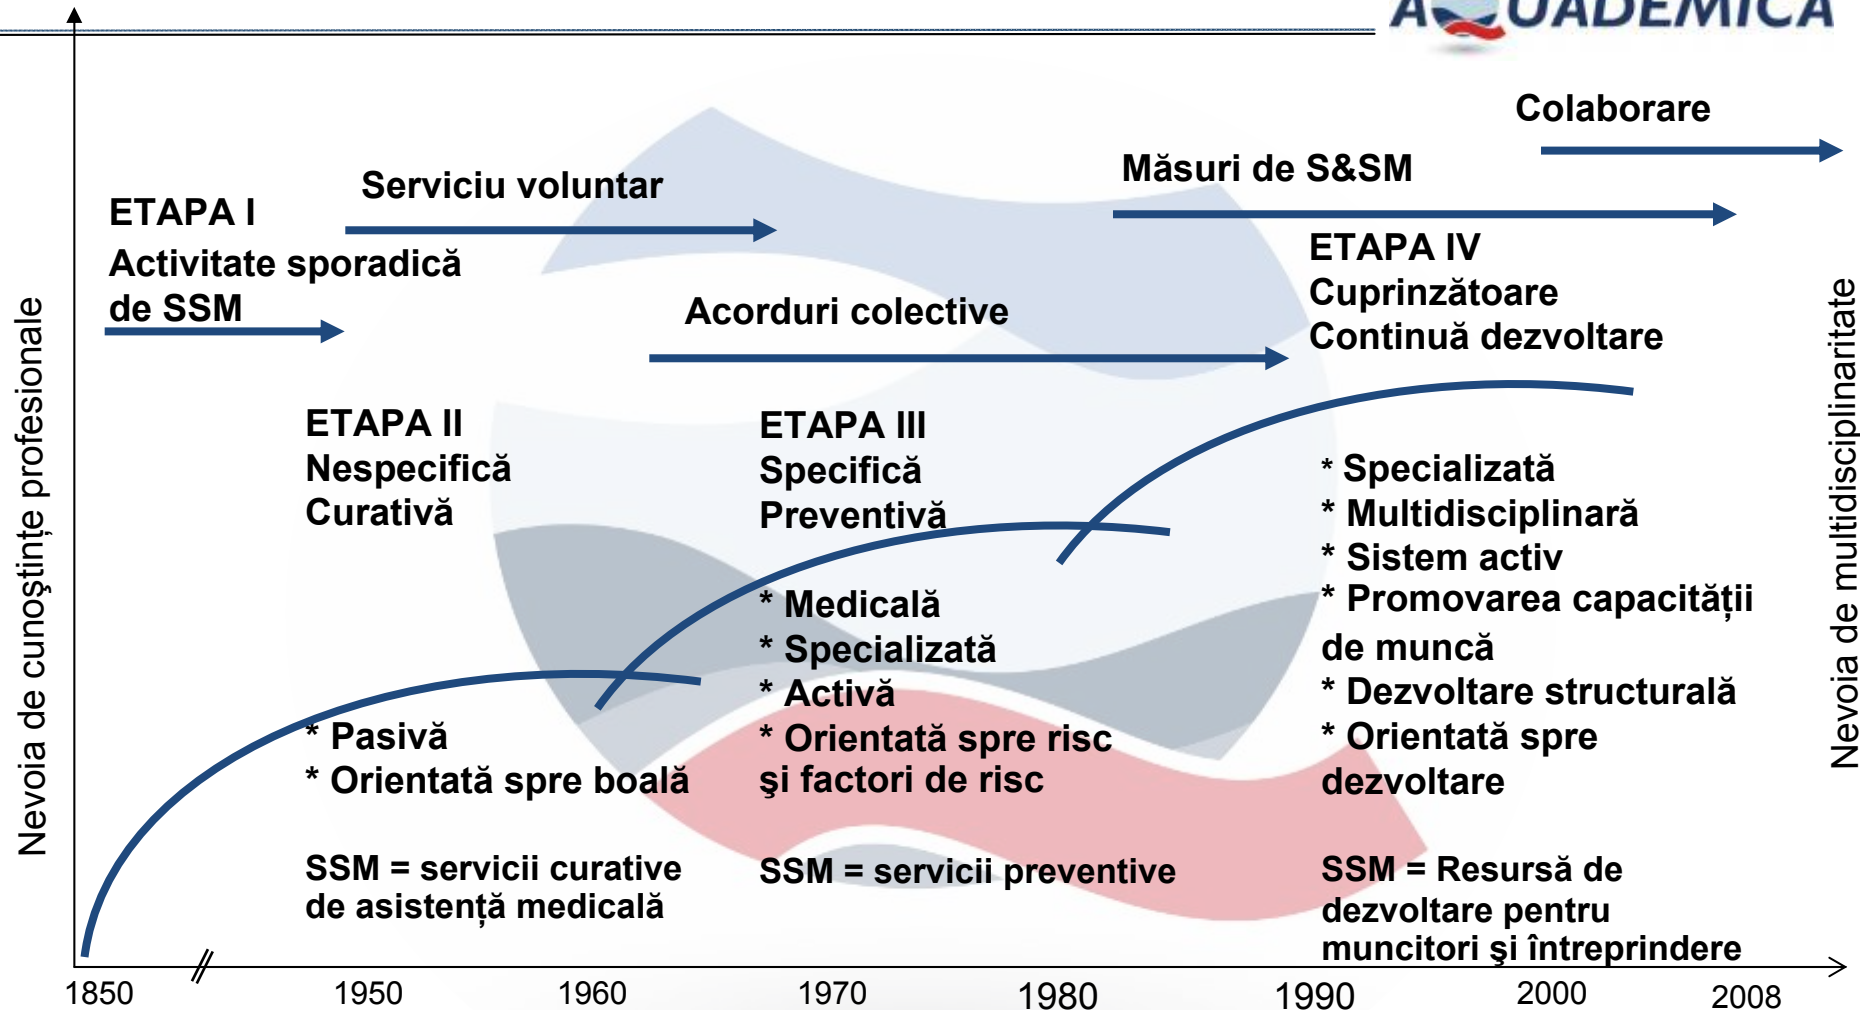 AQUADEMICA
Colaborare
Măsuri de S&SM
Serviciu voluntar
ETAPA I
Activitate sporadică
de SSM
Acorduri colective
ETAPA IV
Cuprinzătoare
Continuă dezvoltare
ETAPA II
Nespecifică
Curativă
ETAPA III
Specifică
Preventivă
* Specializată
* Multidisciplinară
* Sistem activ
* Promovarea capacității
de muncă
* Dezvoltare structurală
* Orientată spre
dezvoltare
* Medicală
* Specializată
* Activă
* Orientată spre risc
şi factori de risc
* Pasivă
* Orientată spre boală
SSM = servicii curative
de asistență medicală
SSM = servicii preventive
SSM = Resursă de
dezvoltare pentru
muncitori şi întreprindere
Nevoia de cunoştințe profesionale
Nevoia de multidisciplinaritate
1850 1950 1960 1970 1980 1990 2000 2008